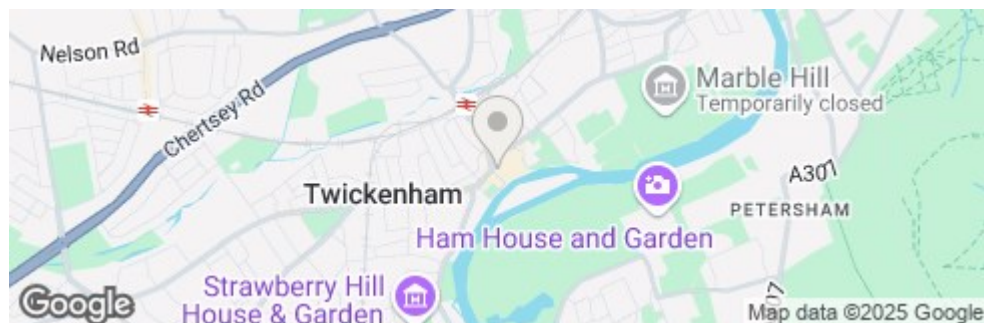 Nelson Rd
Chertsey Rd
Marble Hill
Temporarily closed
A307
Twickenham
PETERSHAM
Ham House and Garden
Strawberry Hill
House & Garden
Google
Map data ©2025 Google